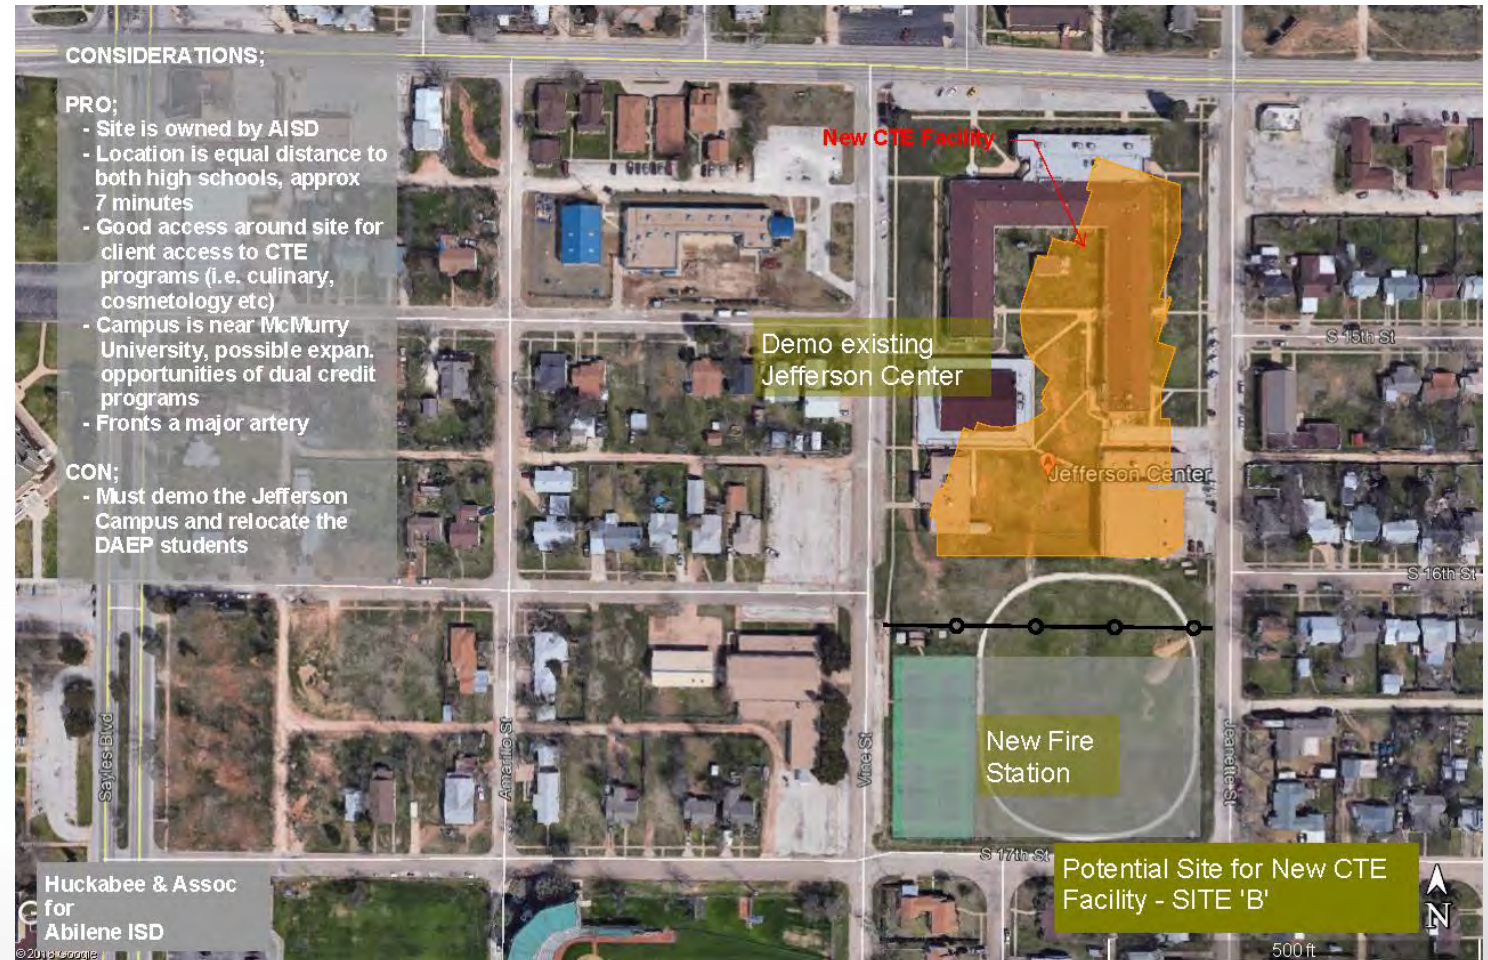 CONSIDERATIONS;
PRO;
- Site is owned by AISD
- Location is equal distance to
both high schools, approx
7 minutes
- Good access around site for
client access to CTE
programs (i.e. culinary,
cosmetology etc)
- Campus is near McMurry
University, possible expan.
opportunities of dual credit
programs
- Fronts a major artery
CON;
- Must demo the Jefferson
Campus and relocate the
DAEP students
New CTE Facility
Demo existing
Jefferson Center
S 15th St
Jefferson Center
S 16th St
Sayles Blvd
Amarillo St
Vine St
Jeanette St
New Fire
Station
S 17th St
Potential Site for New CTE
Facility - SITE 'B'
N
500 ft
Huckabee & Assoc
for
Abilene ISD
© 2018 Google